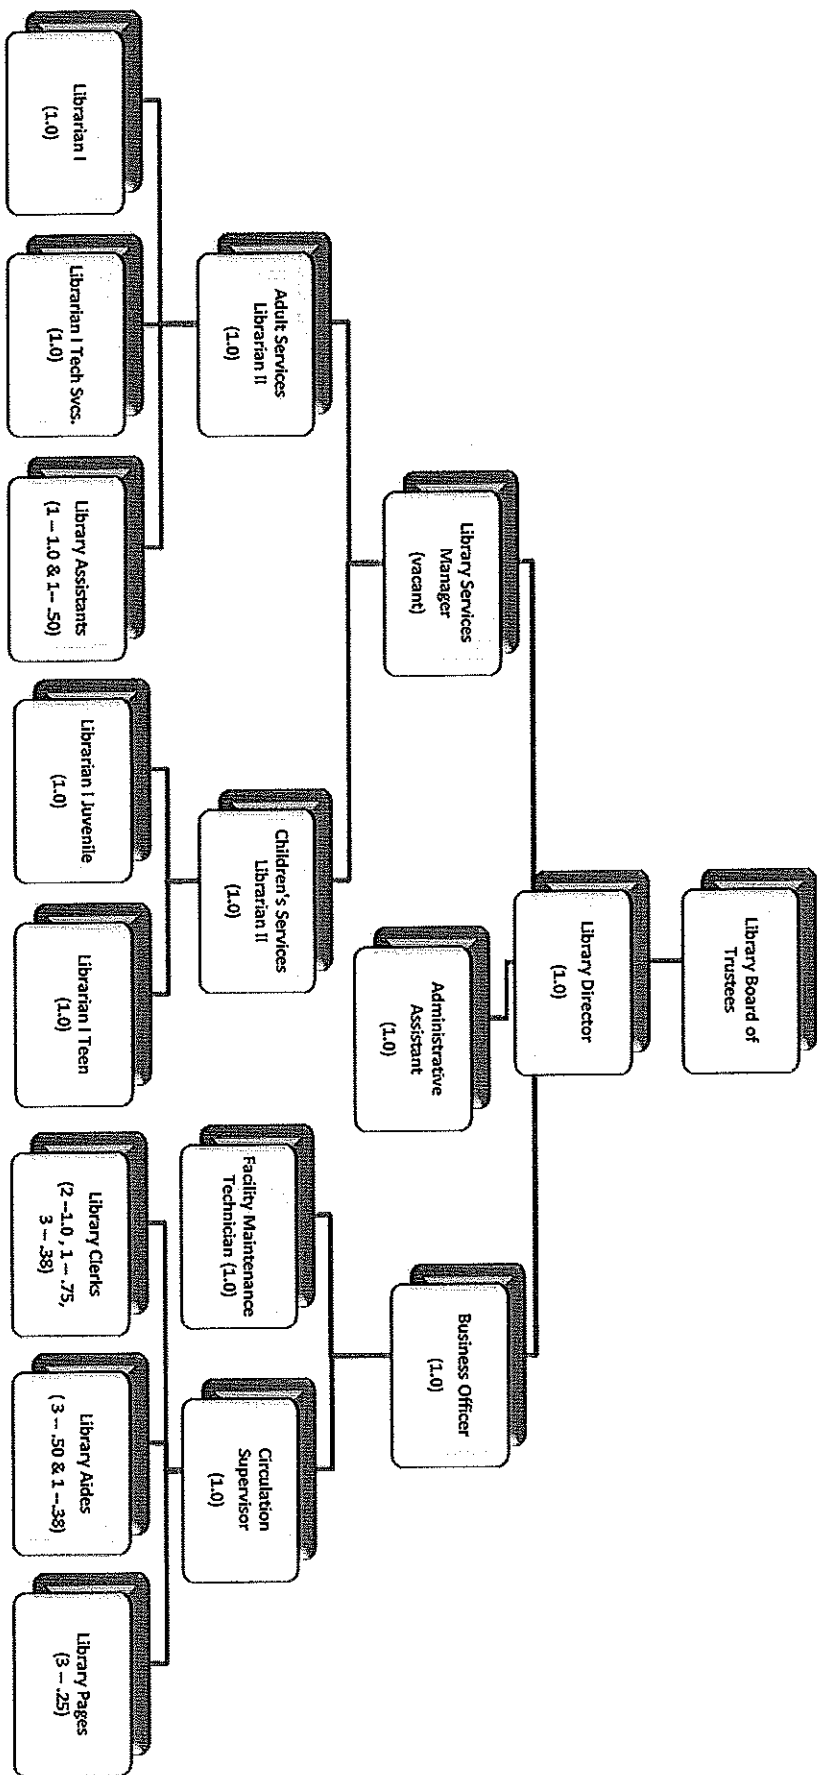 Library Board of
Trustees
Library Director
(1.0)
Administrative
Assistant
(1.0)
Library Services
Manager
(vacant)
Business Officer
(1.0)
Adult Services
Librarian II
(1.0)
Children's Services
Librarian II
(1.0)
Facility Maintenance
Technician (1.0)
Circulation
Supervisor
(1.0)
Librarian I
(1.0)
Librarian I Tech Svcs.
(1.0)
Library Assistants
(1 -- 1.0 & 1-- .50)
Librarian I Juvenile
(1.0)
Librarian I Teen
(1.0)
Library Clerks
(2 --1.0 , 1 -- .75,
3 -- .38)
Library Aides
(3 -- .50 & 1 --.38)
Library Pages
(3 -- .25)